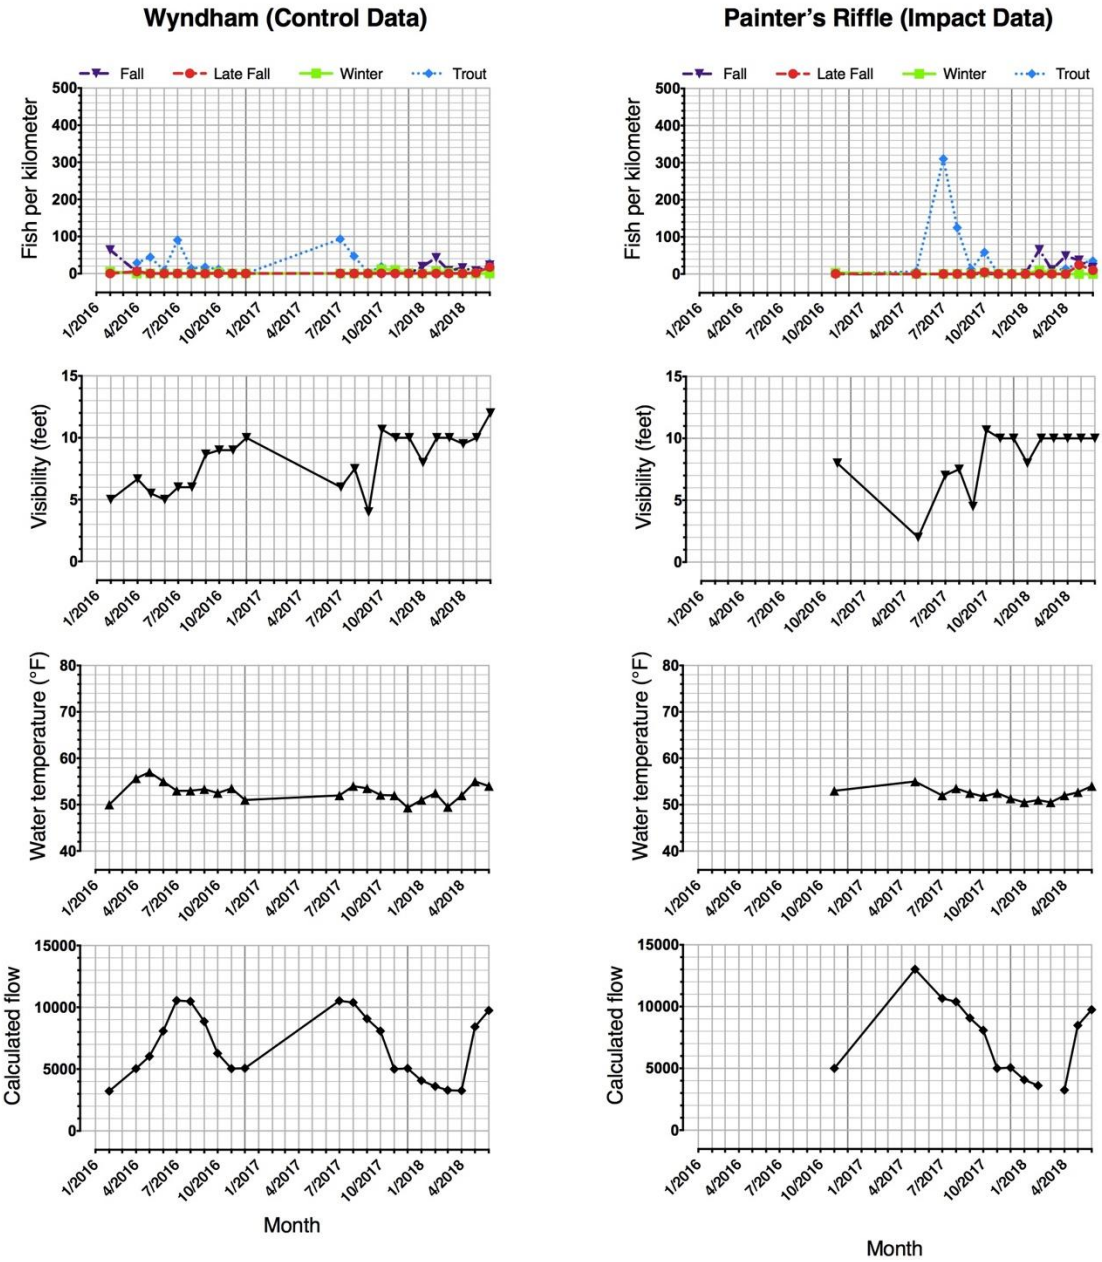 Wyndham (Control Data)
Fall Late Fall Winter Trout
Fish per kilometer
500
400
300
200
100
0
1/2016 4/2016 7/2016 10/2016 1/2017 4/2017 7/2017 10/2017 1/2018 4/2018
Visibility (feet)
15
10
5
0
1/2016 4/2016 7/2016 10/2016 1/2017 4/2017 7/2017 10/2017 1/2018 4/2018
Water temperature (°F)
80
70
60
50
40
1/2016 4/2016 7/2016 10/2016 1/2017 4/2017 7/2017 10/2017 1/2018 4/2018
Calculated flow
15000
10000
5000
0
1/2016 4/2016 7/2016 10/2016 1/2017 4/2017 7/2017 10/2017 1/2018 4/2018
Month
Painter's Riffle (Impact Data)
Fall Late Fall Winter Trout
Fish per kilometer
500
400
300
200
100
0
1/2016 4/2016 7/2016 10/2016 1/2017 4/2017 7/2017 10/2017 1/2018 4/2018
Visibility (feet)
15
10
5
0
1/2016 4/2016 7/2016 10/2016 1/2017 4/2017 7/2017 10/2017 1/2018 4/2018
Water temperature (°F)
80
70
60
50
40
1/2016 4/2016 7/2016 10/2016 1/2017 4/2017 7/2017 10/2017 1/2018 4/2018
Calculated flow
15000
10000
5000
0
1/2016 4/2016 7/2016 10/2016 1/2017 4/2017 7/2017 10/2017 1/2018 4/2018
Month